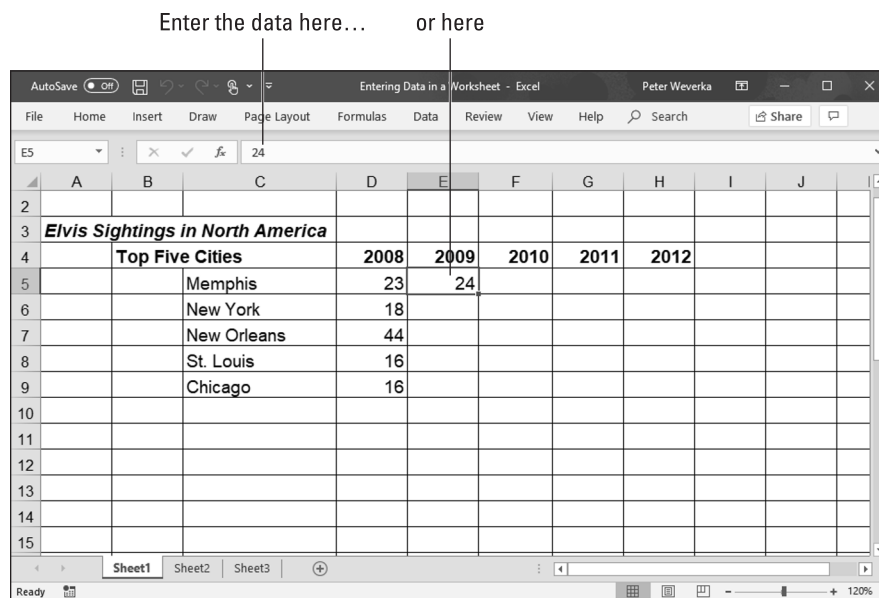 Enter the data here… or here
AutoSave Off Entering Data in a Worksheet - Excel Peter Weverka
File Home Insert Draw Page Layout Formulas Data Review View Help Search Share
E5 fx 24
A B C D E F G H I J
2
3 Elvis Sightings in North America
4 Top Five Cities 2008 2009 2010 2011 2012
5 Memphis 23 24
6 New York 18
7 New Orleans 44
8 St. Louis 16
9 Chicago 16
10
11
12
13
14
15
Sheet1 Sheet2 Sheet3
Ready 120%